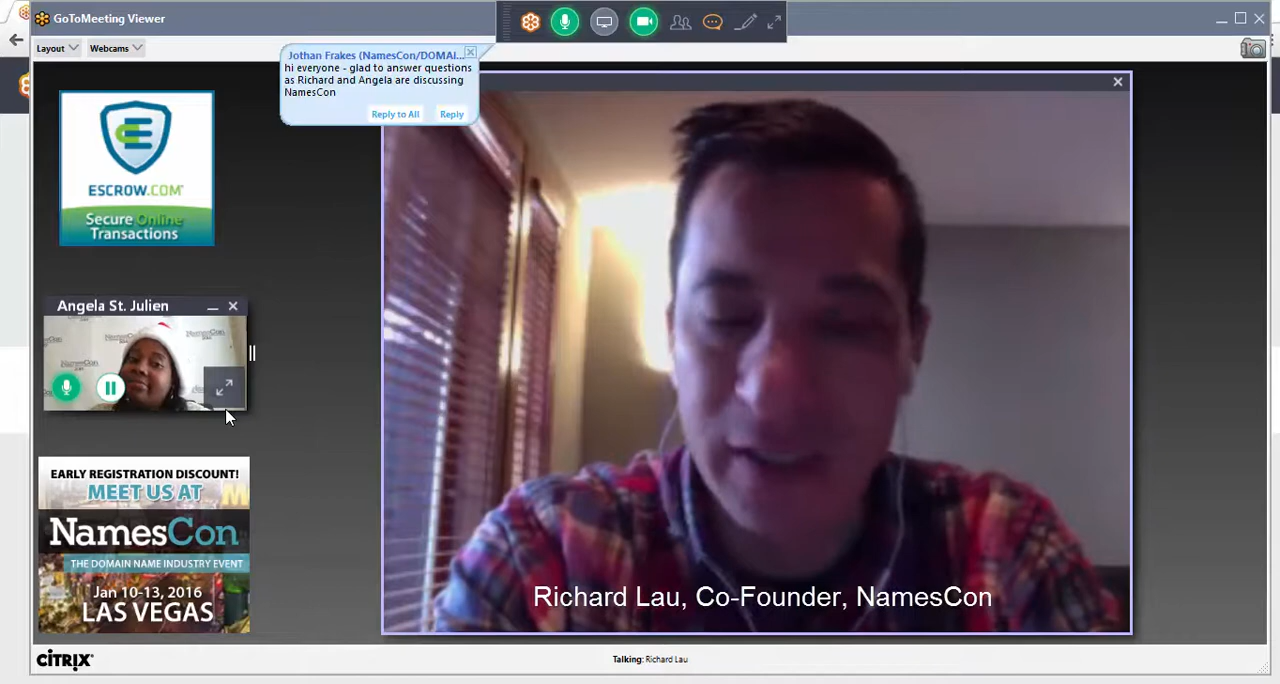 GoToMeeting Viewer
Layout
Webcams
Jothan Frakes (NamesCon/DOMAI...
hi everyone - glad to answer questions
as Richard and Angela are discussing
NamesCon
Reply to All
Reply
ESCROW.COM
Secure Online
Transactions
Angela St. Julien
NamesCon
EARLY REGISTRATION DISCOUNT!
MEET US AT
NamesCon
THE DOMAIN NAME INDUSTRY EVENT
Jan 10-13, 2016
LAS VEGAS
Richard Lau, Co-Founder, NamesCon
CİTRIX
Talking: Richard Lau